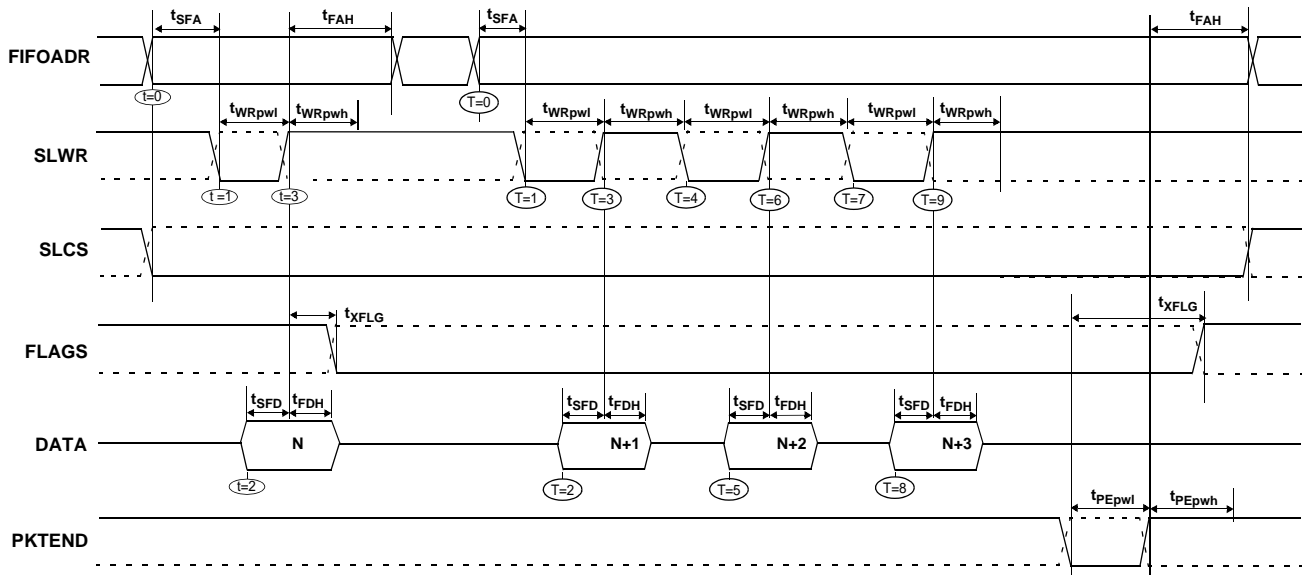 tSFA tFAH tSFA tFAH
FIFOADR
t=0 T=0
tWRpwl tWRpwh tWRpwl tWRpwh tWRpwl tWRpwh tWRpwl tWRpwh
SLWR
t =1 t=3 T=1 T=3 T=4 T=6 T=7 T=9
SLCS
tXFLG tXFLG
FLAGS
tSFD tFDH tSFD tFDH tSFD tFDH tSFD tFDH
DATA N N+1 N+2 N+3
t=2 T=2 T=5 T=8
tPEpwl tPEpwh
PKTEND